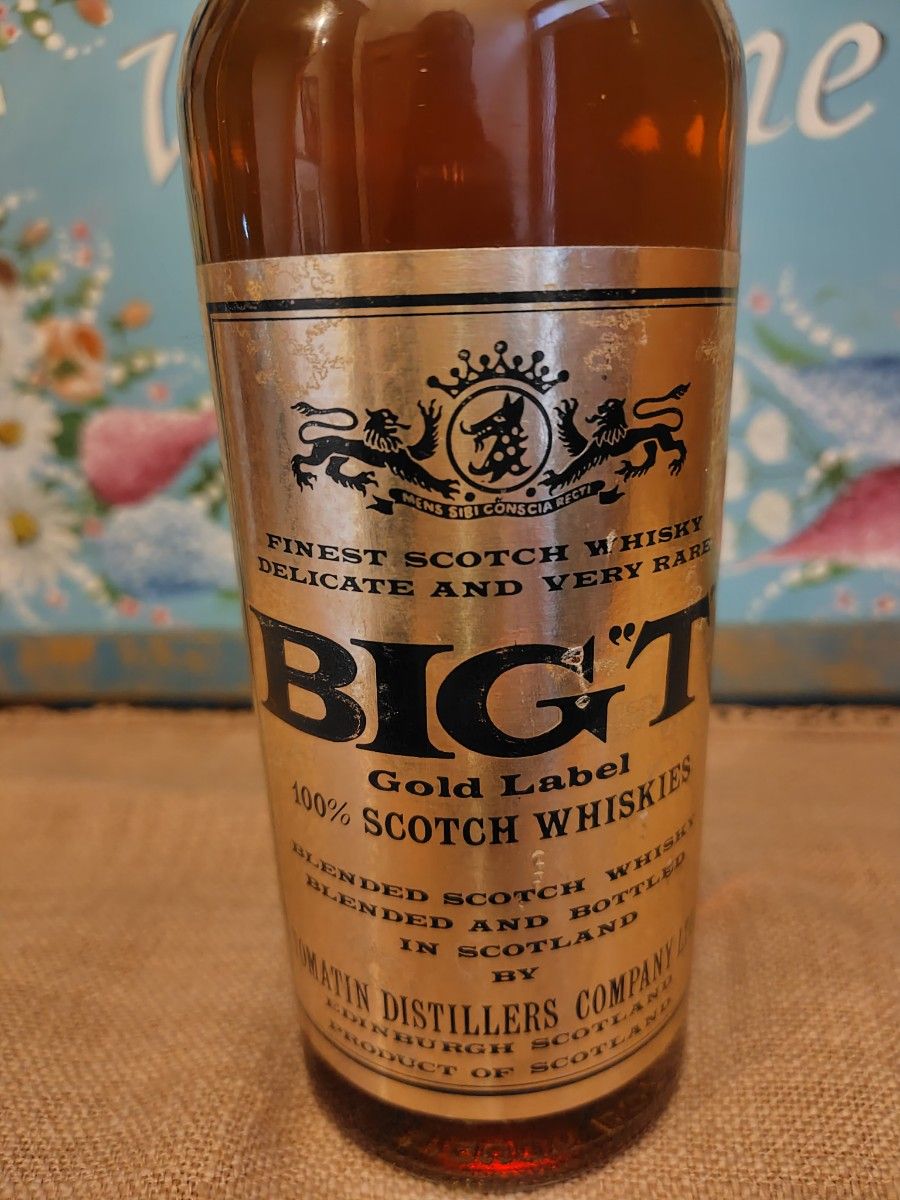 MENS SIBI CONSCIA RECTI
FINEST SCOTCH WHISKY
DELICATE AND VERY RARE
BIG "T
Gold Label
100% SCOTCH WHISKIES
BLENDED SCOTCH WHISKY
BLENDED AND BOTTLED
IN SCOTLAND
BY
TOMATIN DISTILLERS COMPANY
EDINBURGH SCOTLAND
PRODUCT OF SCOTLAND